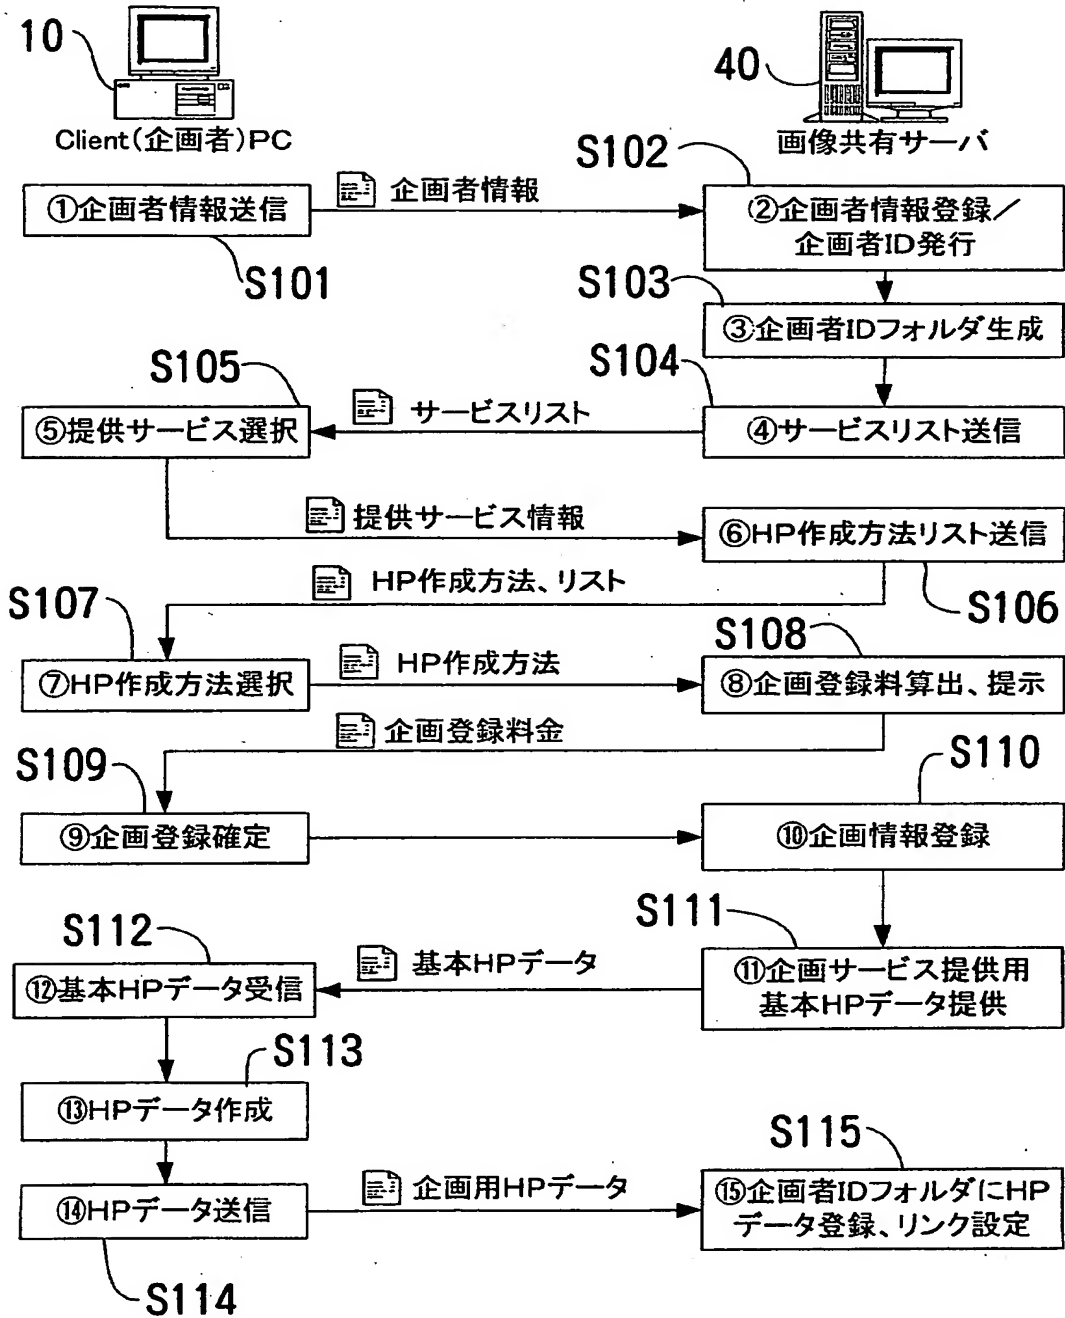 10
40
Client(企画者)PC
画像共有サーバ
S102
①企画者情報送信
企画者情報
②企画者情報登録／
企画者ID発行
S101
S103
③企画者IDフォルダ生成
S105
S104
⑤提供サービス選択
サービスリスト
④サービスリスト送信
提供サービス情報
⑥HP作成方法リスト送信
HP作成方法、リスト
S106
S107
S108
⑦HP作成方法選択
HP作成方法
⑧企画登録料算出、提示
企画登録料金
S109
S110
⑨企画登録確定
⑩企画情報登録
S111
S112
基本HPデータ
⑪企画サービス提供用
基本HPデータ提供
⑫基本HPデータ受信
S113
⑬HPデータ作成
S115
⑭HPデータ送信
企画用HPデータ
⑮企画者IDフォルダにHP
データ登録、リンク設定
S114